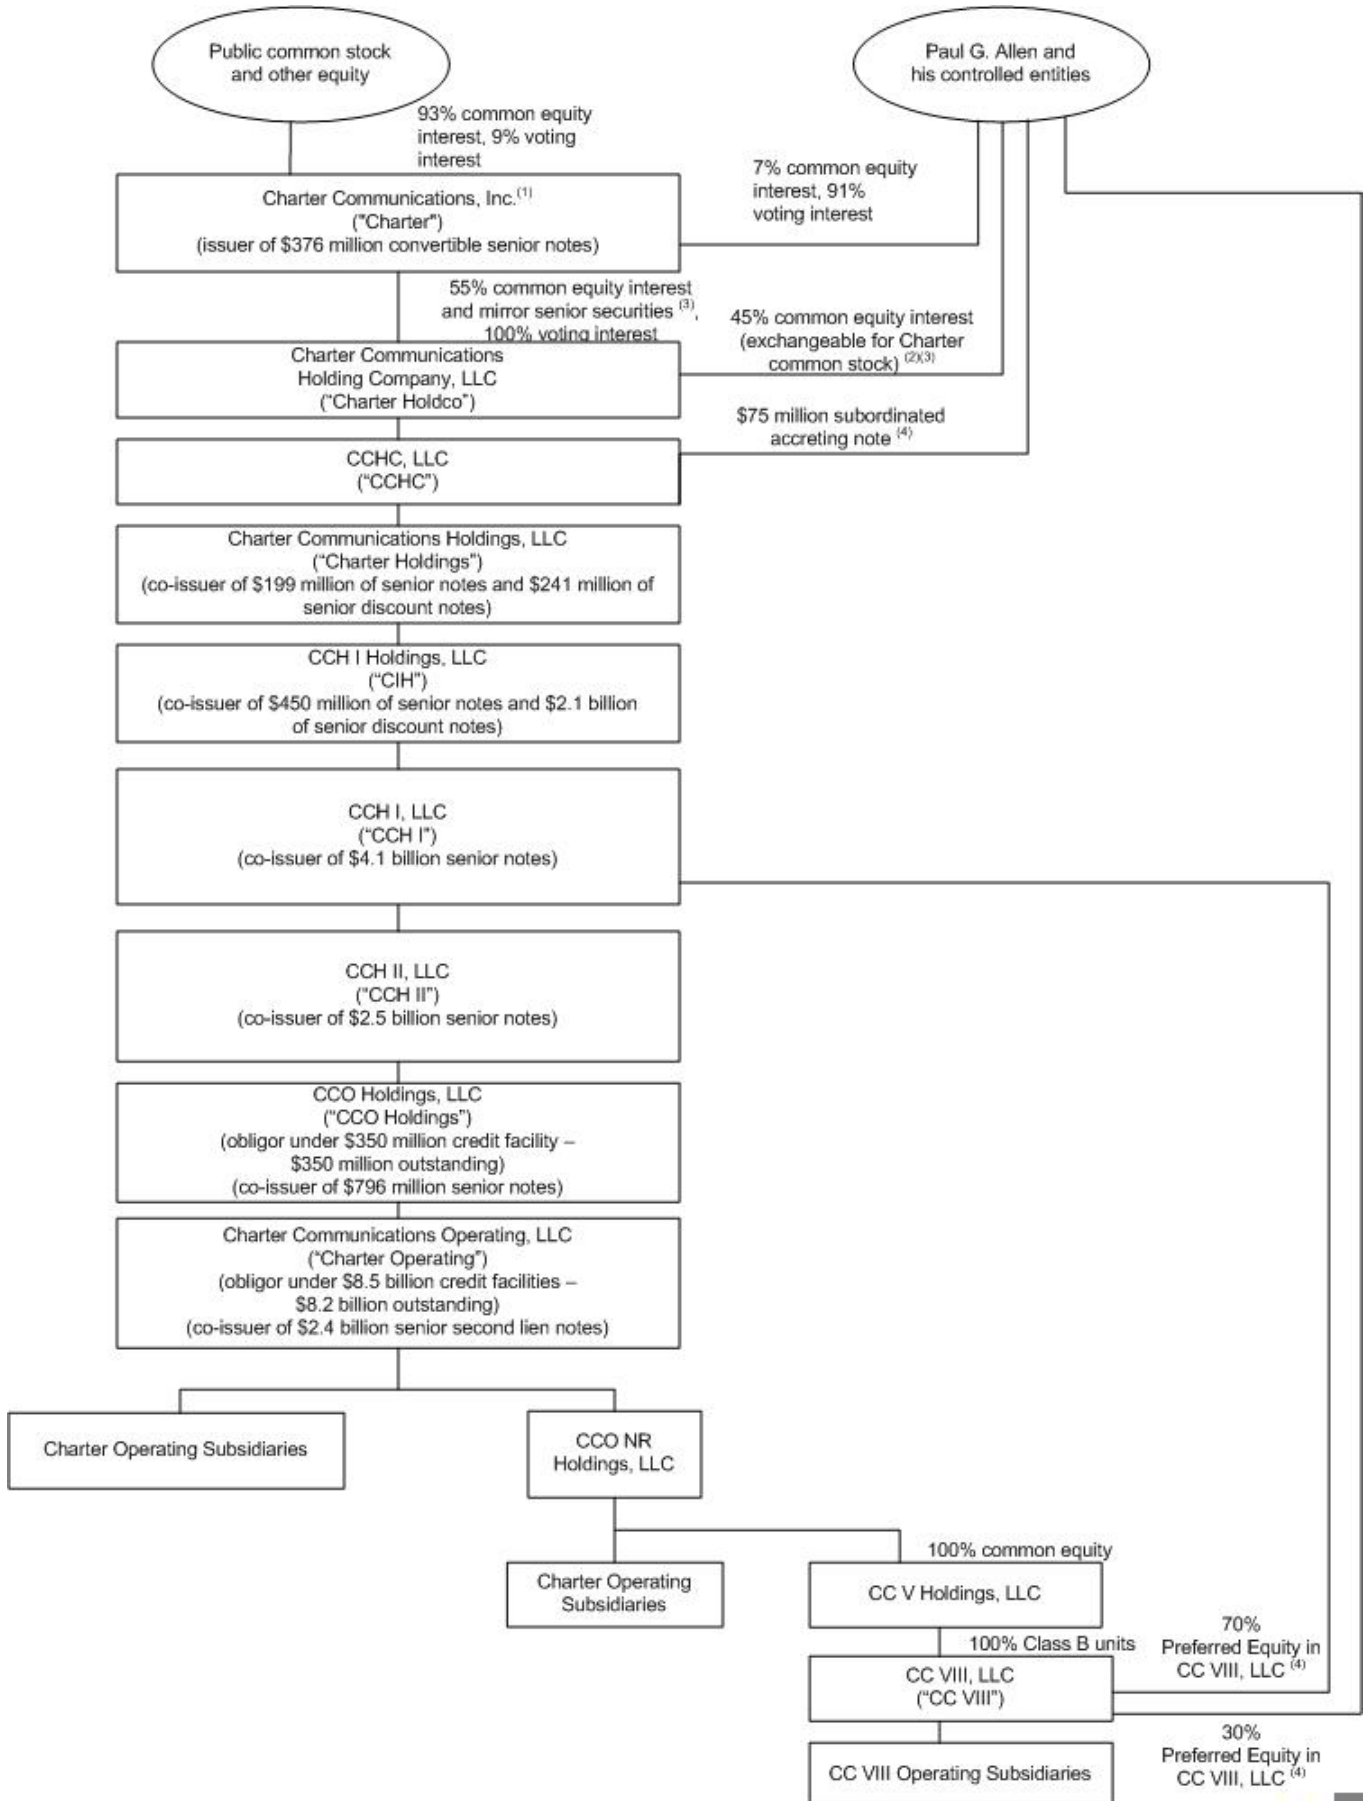 Public common stock
and other equity
Paul G. Allen and
his controlled entities
93% common equity
interest, 9% voting
interest
7% common equity
interest, 91%
voting interest
Charter Communications, Inc.(1)
("Charter")
(issuer of $376 million convertible senior notes)
55% common equity interest
and mirror senior securities (3),
100% voting interest
45% common equity interest
(exchangeable for Charter
common stock) (2)(3)
Charter Communications
Holding Company, LLC
(“Charter Holdco”)
$75 million subordinated
accreting note (4)
CCHC, LLC
(“CCHC”)
Charter Communications Holdings, LLC
(“Charter Holdings”)
(co-issuer of $199 million of senior notes and $241 million of
senior discount notes)
CCH I Holdings, LLC
(“CIH”)
(co-issuer of $450 million of senior notes and $2.1 billion
of senior discount notes)
CCH I, LLC
(“CCH I”)
(co-issuer of $4.1 billion senior notes)
CCH II, LLC
(“CCH II”)
(co-issuer of $2.5 billion senior notes)
CCO Holdings, LLC
(“CCO Holdings”)
(obligor under $350 million credit facility –
$350 million outstanding)
(co-issuer of $796 million senior notes)
Charter Communications Operating, LLC
(“Charter Operating”)
(obligor under $8.5 billion credit facilities –
$8.2 billion outstanding)
(co-issuer of $2.4 billion senior second lien notes)
Charter Operating Subsidiaries
CCO NR
Holdings, LLC
100% common equity
Charter Operating
Subsidiaries
CC V Holdings, LLC
100% Class B units
70%
Preferred Equity in
CC VIII, LLC (4)
CC VIII, LLC
(“CC VIII”)
30%
Preferred Equity in
CC VIII, LLC (4)
CC VIII Operating Subsidiaries